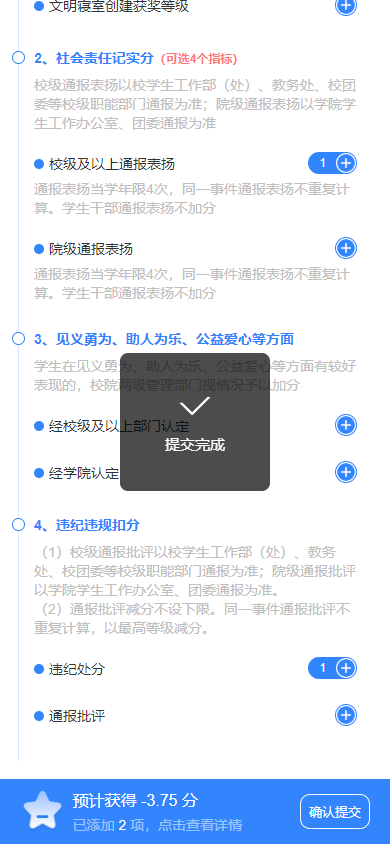 文明寝室创建获奖等级
2、社会责任记实分 (可选4个指标)
校级通报表扬以校学生工作部（处）、教务处、校团
委等校级职能部门通报为准；院级通报表扬以学院学
生工作办公室、团委通报为准
校级及以上通报表扬 1
通报表扬当学年限4次，同一事件通报表扬不重复计
算。学生干部通报表扬不加分
院级通报表扬
通报表扬当学年限4次，同一事件通报表扬不重复计
算。学生干部通报表扬不加分
3、见义勇为、助人为乐、公益爱心等方面
学生在见义勇为、助人为乐、公益爱心等方面有较好
表现的，校院两级管理部门视情况予以加分
经校级及以上部门认定
提交完成
经学院认定
4、违纪违规扣分
（1）校级通报批评以校学生工作部（处）、教务
处、校团委等校级职能部门通报为准；院级通报批评
以学院学生工作办公室、团委通报为准。
（2）通报批评减分不设下限。同一事件通报批评不
重复计算，以最高等级减分。
违纪处分 1
通报批评
预计获得 -3.75 分
已添加 2 项，点击查看详情
确认提交